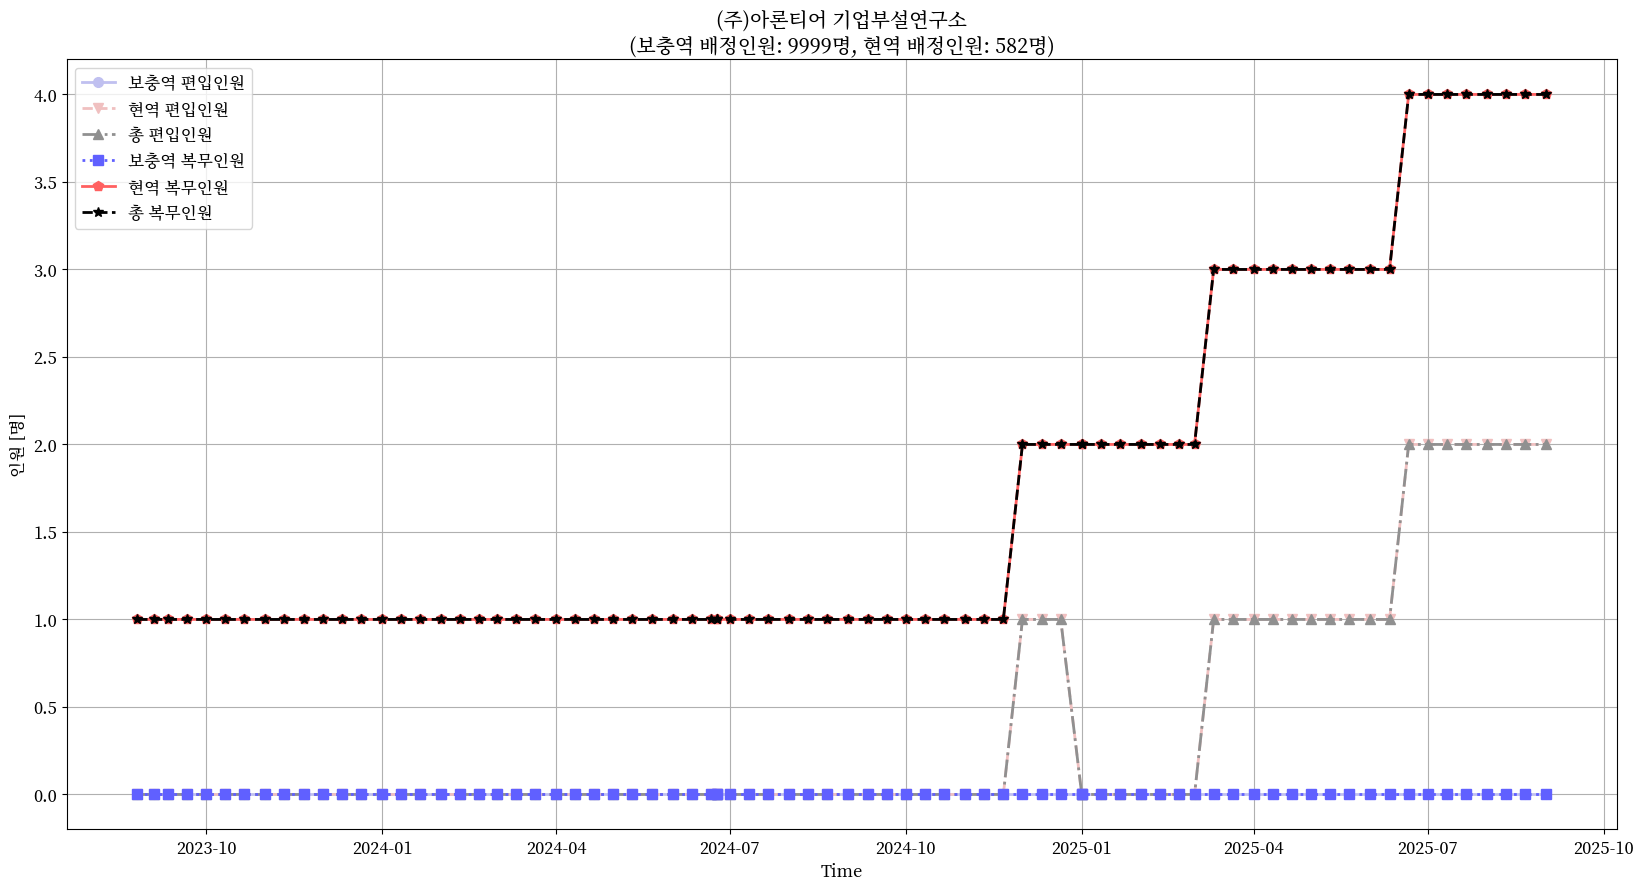 (주)아론티어 기업부설연구소
(보충역 배정인원: 9999명, 현역 배정인원: 582명)
보충역 편입인원
현역 편입인원
총 편입인원
보충역 복무인원
현역 복무인원
총 복무인원
4.0
3.5
3.0
2.5
2.0
1.5
1.0
0.5
0.0
인원 [명]
2023-10
2024-01
2024-04
2024-07
2024-10
2025-01
2025-04
2025-07
2025-10
Time